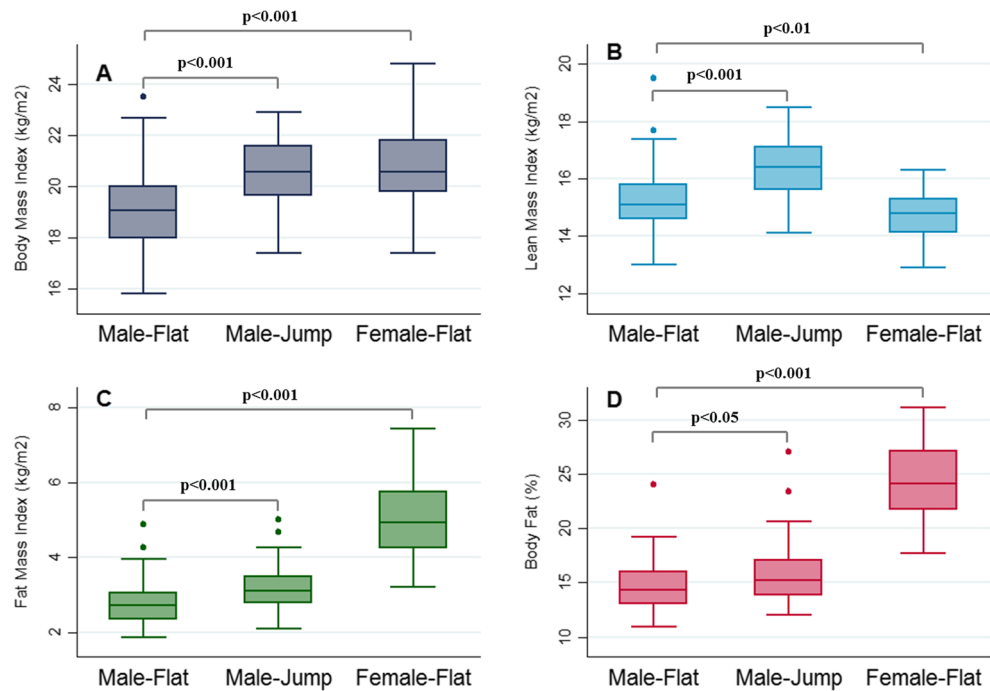 A
p<0.001
p<0.001
Body Mass Index (kg/m2)
24
22
20
18
16
Male-Flat
Male-Jump
Female-Flat
B
p<0.01
p<0.001
Lean Mass Index (kg/m2)
20
18
16
14
12
Male-Flat
Male-Jump
Female-Flat
C
p<0.001
p<0.001
Fat Mass Index (kg/m2)
8
6
4
2
Male-Flat
Male-Jump
Female-Flat
D
p<0.001
p<0.05
Body Fat (%)
30
25
20
15
10
Male-Flat
Male-Jump
Female-Flat